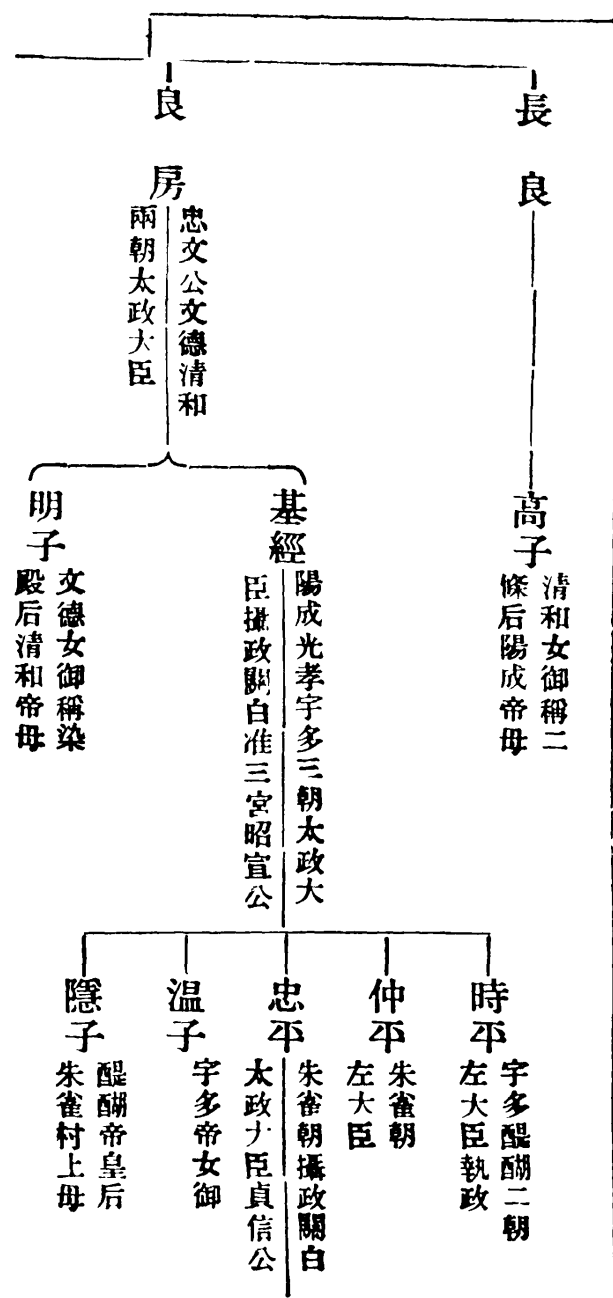 長良
高子
清和女御稱二
條后陽成帝母
良房
忠文公文德清和
兩朝太政大臣
基經
陽成光孝宇多三朝太政大
臣攝政關白准三宮昭宣公
時平
宇多醍醐二朝
左大臣執政
仲平
朱雀朝
左大臣
忠平
朱雀朝攝政關白
太政大臣貞信公
温子
宇多帝女御
隱子
醍醐帝皇后
朱雀村上母
明子
文德女御稱染
殿后清和帝母